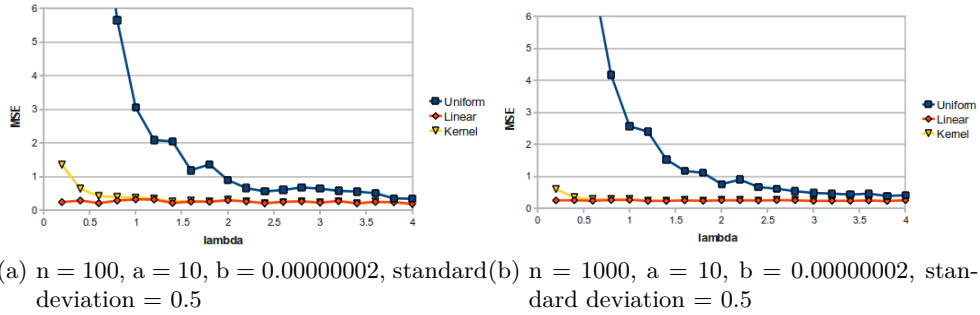 6
5
4
3
2
1
0
MSE
0
0.5
1
1.5
2
2.5
3
3.5
4
lambda
Uniform
Linear
Kernel
6
5
4
3
2
1
0
MSE
0
0.5
1
1.5
2
2.5
3
3.5
4
lambda
Uniform
Linear
Kernel
(a) n = 100, a = 10, b = 0.00000002, standard
deviation = 0.5
(b) n = 1000, a = 10, b = 0.00000002, stan-
dard deviation = 0.5